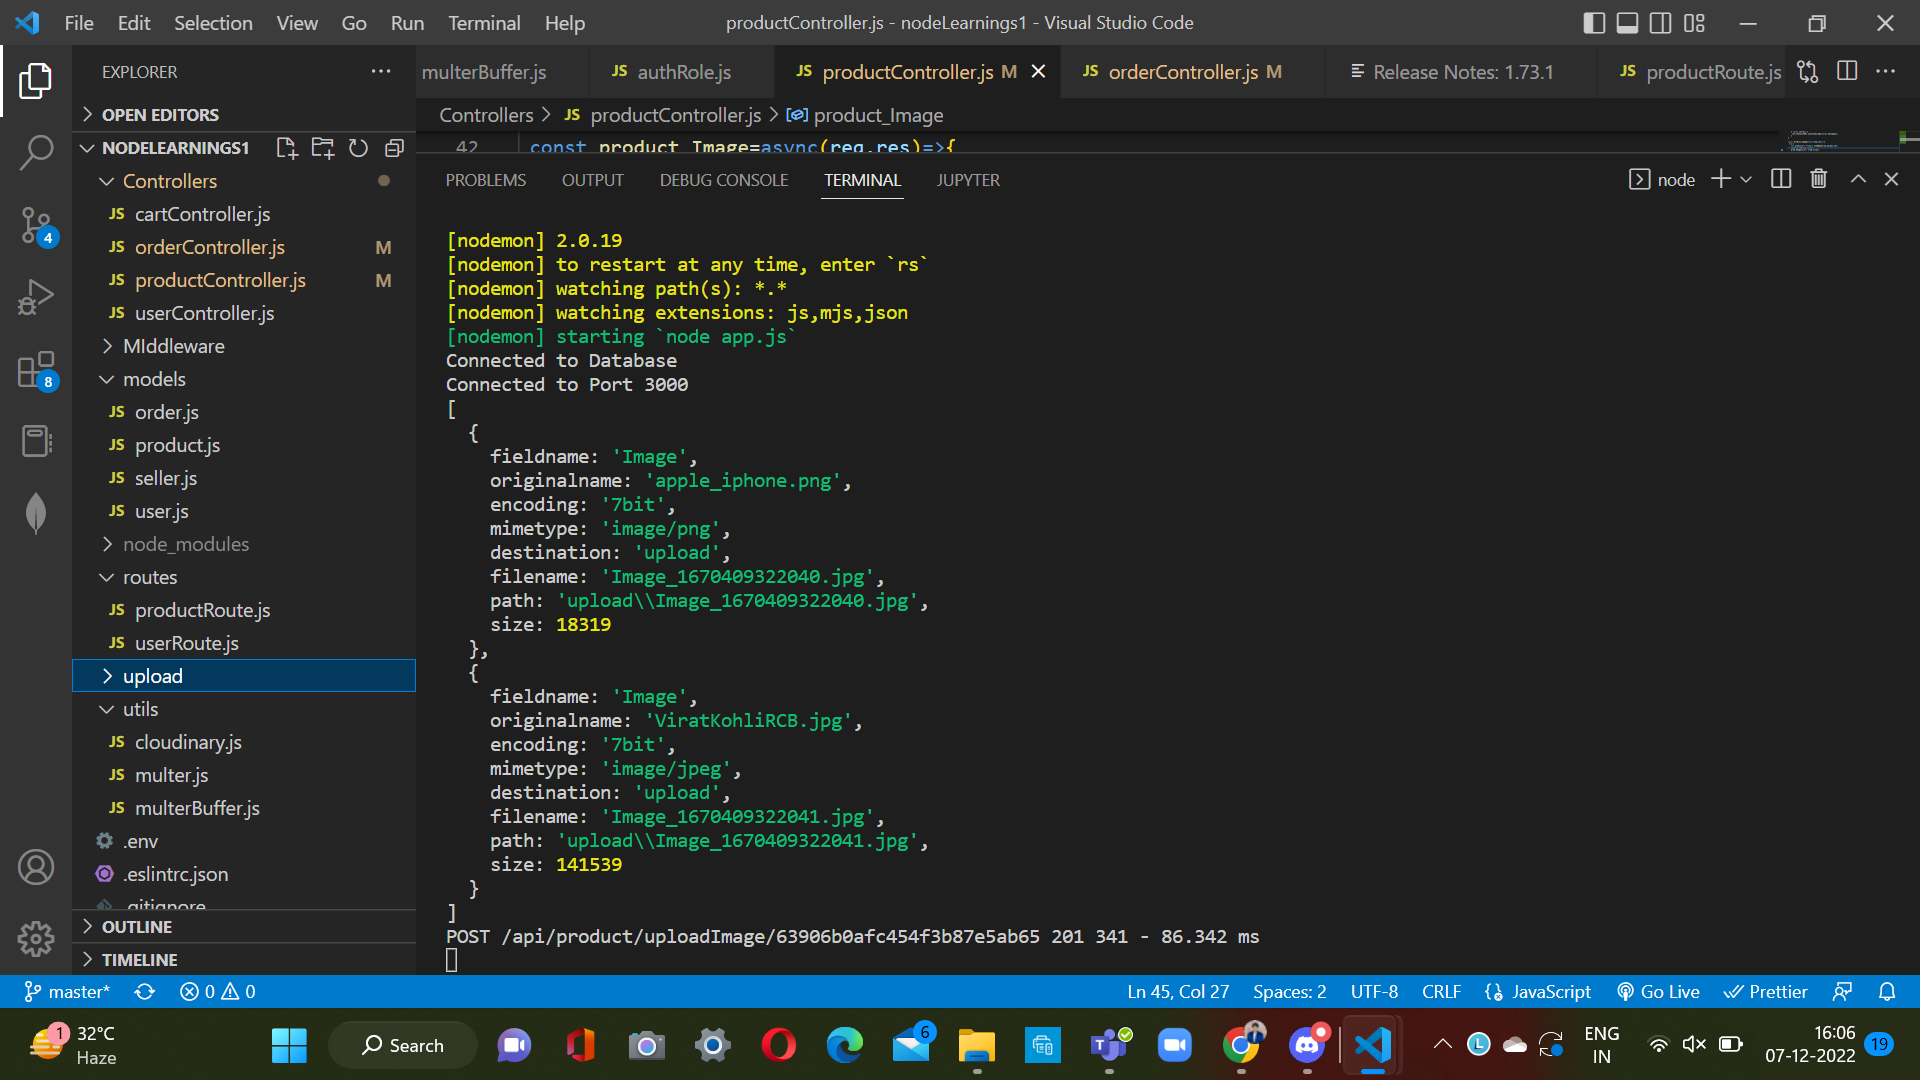 File Edit Selection View Go Run Terminal Help
productController.js - nodeLearnings1 - Visual Studio Code
EXPLORER
multerBuffer.js
JS authRole.js
JS productController.js M
JS orderController.js M
Release Notes: 1.73.1
JS productRoute.js
OPEN EDITORS
Controllers > JS productController.js > product_Image
NODELEARNINGS1
42 const product_Image=async(req,res)=>{
Controllers
JS cartController.js
JS orderController.js M
JS productController.js M
JS userController.js
MIddleware
models
JS order.js
JS product.js
JS seller.js
JS user.js
node_modules
routes
JS productRoute.js
JS userRoute.js
upload
utils
JS cloudinary.js
JS multer.js
JS multerBuffer.js
.env
.eslintrc.json
.gitignore
OUTLINE
TIMELINE
4
8
PROBLEMS OUTPUT DEBUG CONSOLE TERMINAL JUPYTER
node
[nodemon] 2.0.19
[nodemon] to restart at any time, enter `rs`
[nodemon] watching path(s): *.*
[nodemon] watching extensions: js,mjs,json
[nodemon] starting `node app.js`
Connected to Database
Connected to Port 3000
[
{
fieldname: 'Image',
originalname: 'apple_iphone.png',
encoding: '7bit',
mimetype: 'image/png',
destination: 'upload',
filename: 'Image_1670409322040.jpg',
path: 'upload\\Image_1670409322040.jpg',
size: 18319
},
{
fieldname: 'Image',
originalname: 'ViratKohliRCB.jpg',
encoding: '7bit',
mimetype: 'image/jpeg',
destination: 'upload',
filename: 'Image_1670409322041.jpg',
path: 'upload\\Image_1670409322041.jpg',
size: 141539
}
]
POST /api/product/uploadImage/63906b0afc454f3b87e5ab65 201 341 - 86.342 ms
master* 0 0
Ln 45, Col 27 Spaces: 2 UTF-8 CRLF JavaScript Go Live Prettier
1 32°C
Haze
Search
6
L
ENG
IN
16:06
07-12-2022
19